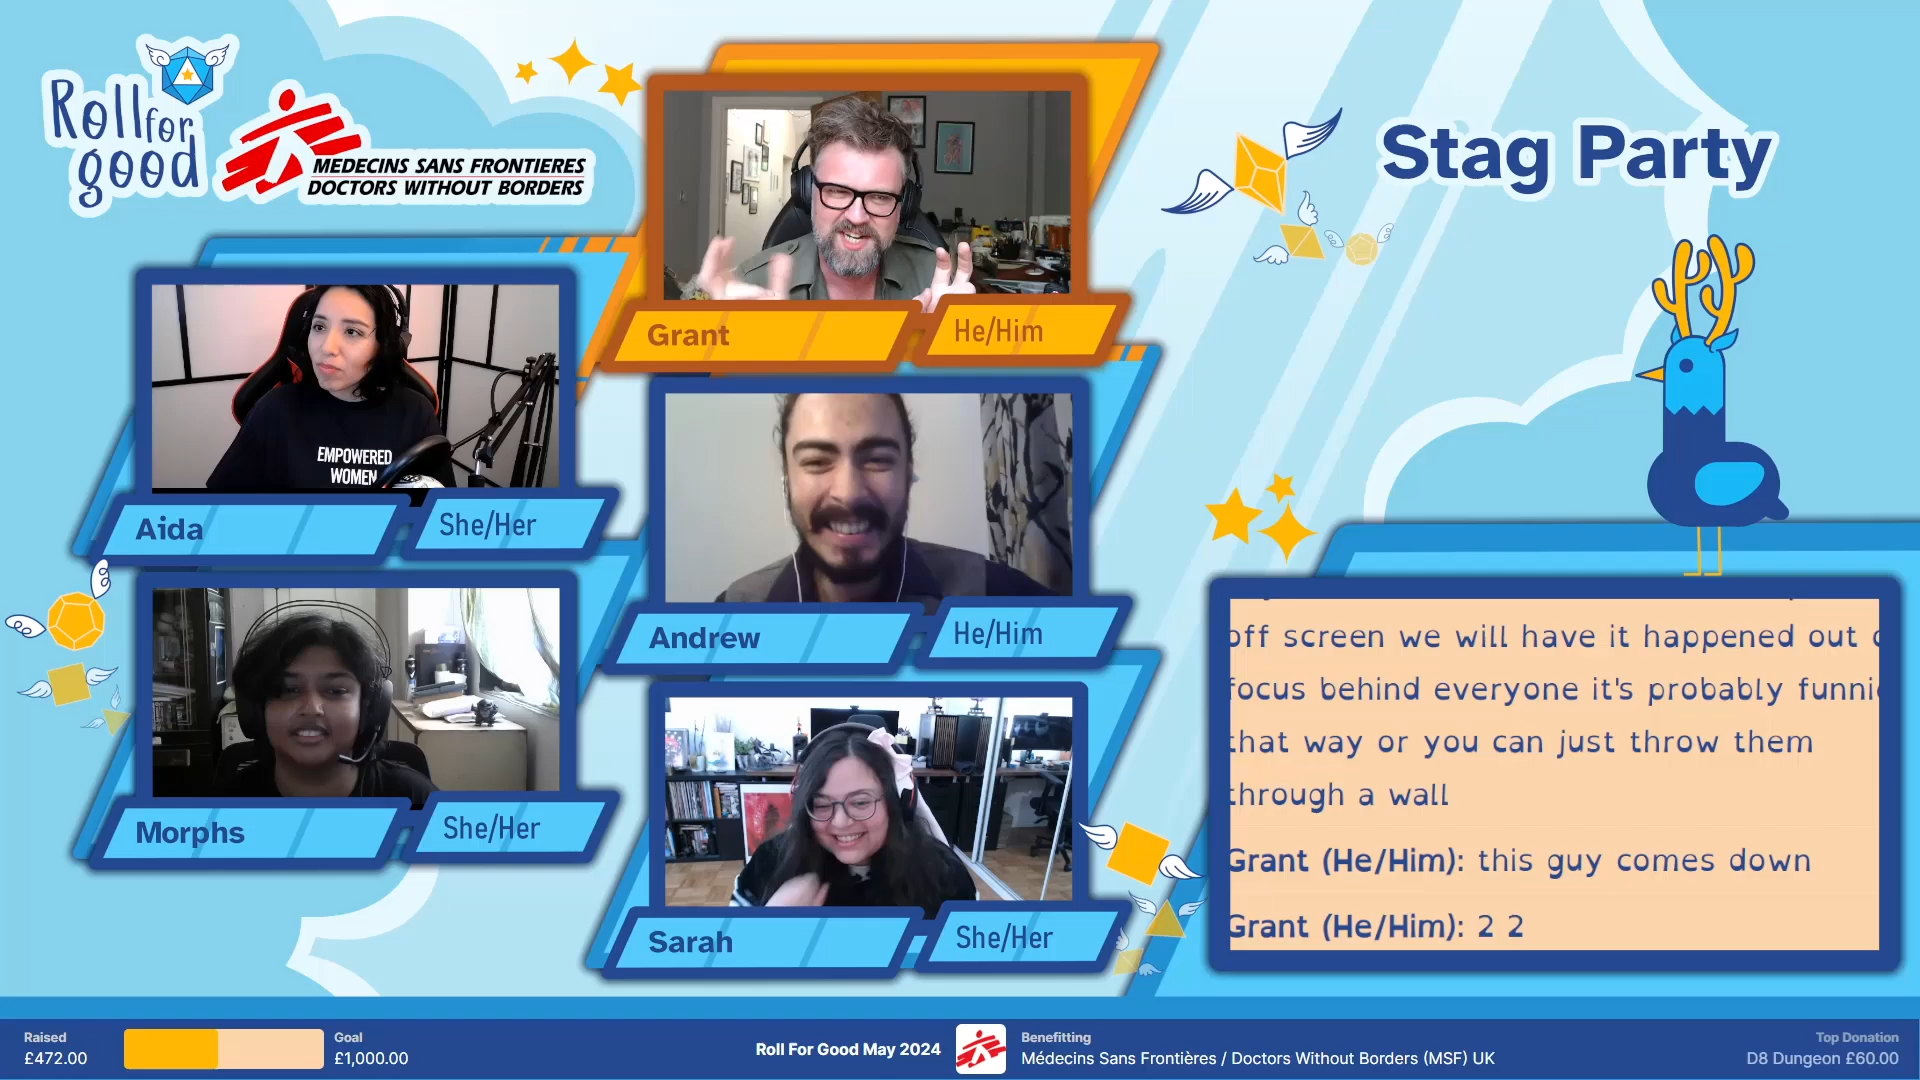 Roll for
good
MEDECINS SANS FRONTIERES
DOCTORS WITHOUT BORDERS
Stag Party
Grant
He/Him
EMPOWERED
WOMEN
Aida
She/Her
Andrew
He/Him
Morphs
She/Her
Sarah
She/Her
off screen we will have it happened out
focus behind everyone it's probably
that way or you can just throw them
through a wall
Grant (He/Him): this guy comes down
Grant (He/Him): 2 2
Raised
£472.00
Goal
£1,000.00
Roll For Good May 2024
Benefitting
Médecins Sans Frontières / Doctors Without Borders (MSF) UK
Top Donation
D8 Dungeon £60.00